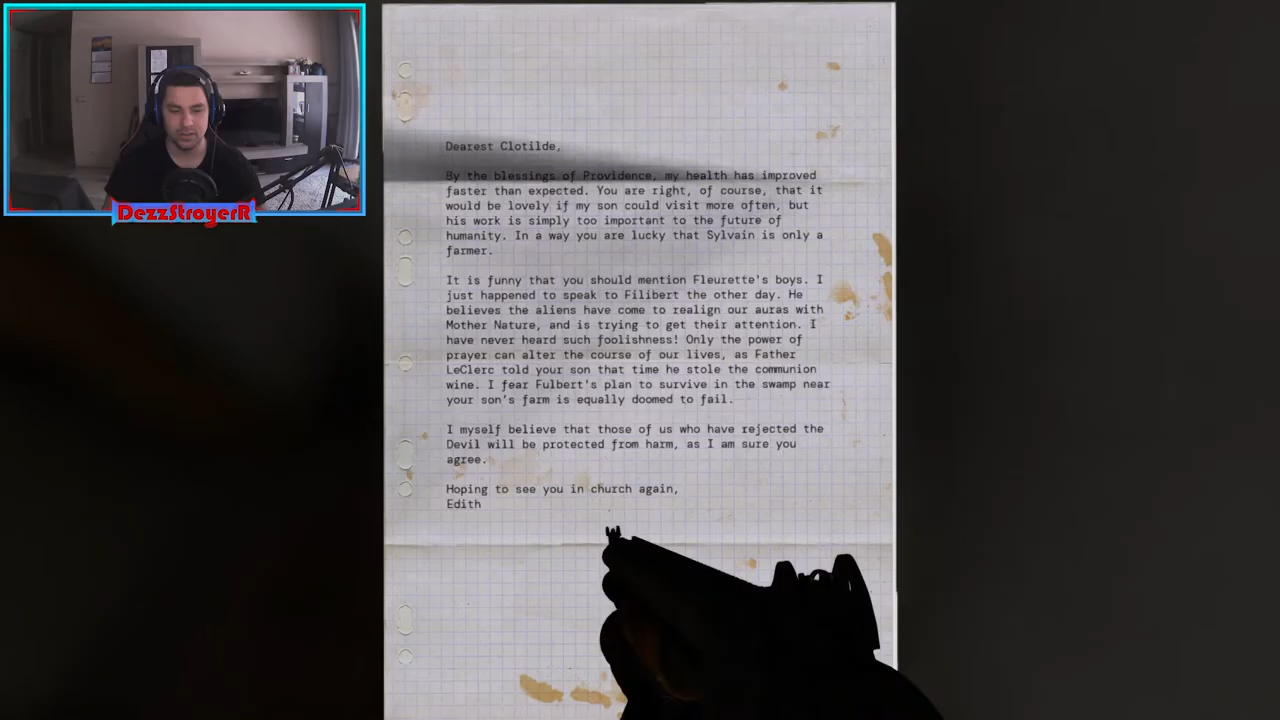 DezzStroyerR
Dearest Clotilde,
By the blessings of Providence, my health has improved
faster than expected. You are right, of course, that it
would be lovely if my son could visit more often, but
his work is simply too important to the future of
humanity. In a way you are lucky that Sylvain is only a
farmer.
It is funny that you should mention Fleurette's boys. I
just happened to speak to Filibert the other day. He
believes the aliens have come to realign our auras with
Mother Nature, and is trying to get their attention. I
have never heard such foolishness! Only the power of
prayer can alter the course of our lives, as Father
LeClerc told your son that time he stole the communion
wine. I fear Fulbert's plan to survive in the swamp near
your son’s farm is equally doomed to fail.
I myself believe that those of us who have rejected the
Devil will be protected from harm, as I am sure you
agree.
Hoping to see you in church again,
Edith